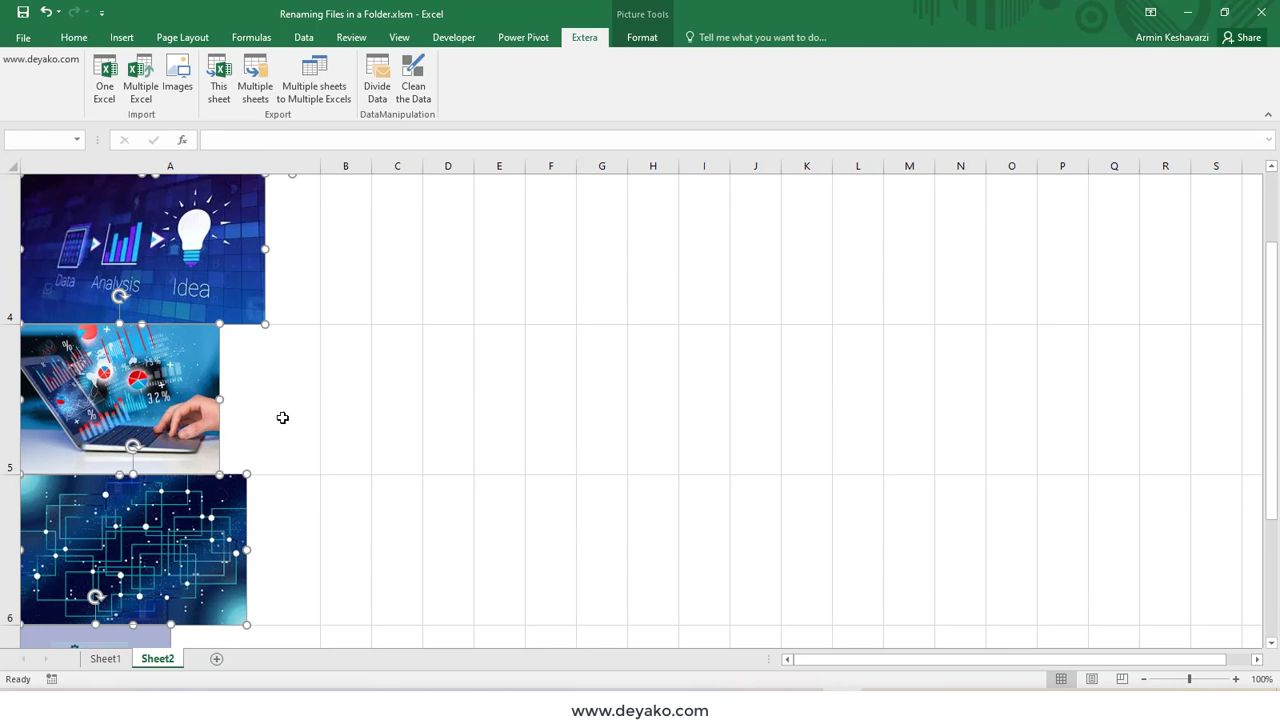 Renaming Files in a Folder.xlsm - Excel
Picture Tools
File Home Insert Page Layout Formulas Data Review View Developer Power Pivot Extera Format Tell me what you want to do... Armin Keshavarzi Share
www.deyako.com
One Excel
Multiple Excel
Images
This sheet
Multiple sheets
Multiple sheets to Multiple Excels
Divide Data
Clean the Data
Import Export DataManipulation
fx
A B C D E F G H I J K L M N O P Q R S
Data Analysis Idea
4
%
32%
%
5
6
Sheet1 Sheet2
Ready 100%
www.deyako.com